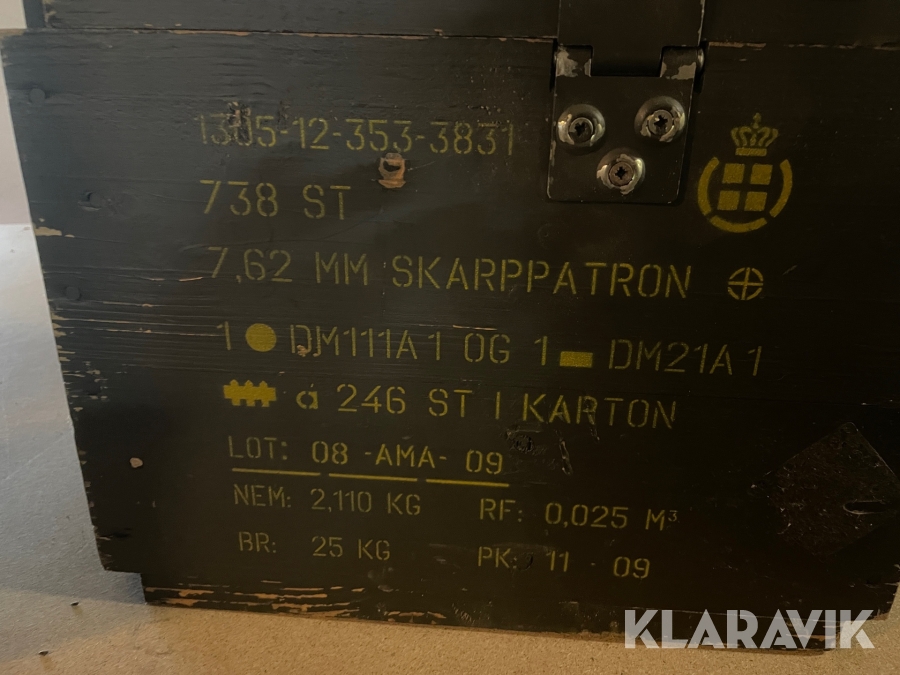 1305-12-353-3831
738 ST
7,62 MM SKARPPATRON
1 DM111A1 OG 1 DM21A1
á 246 ST I KARTON
LOT: 08-AMA-09
NEM: 2,110 KG RF: 0,025 M³
BR: 25 KG PK: 11-09
KLARAVIK